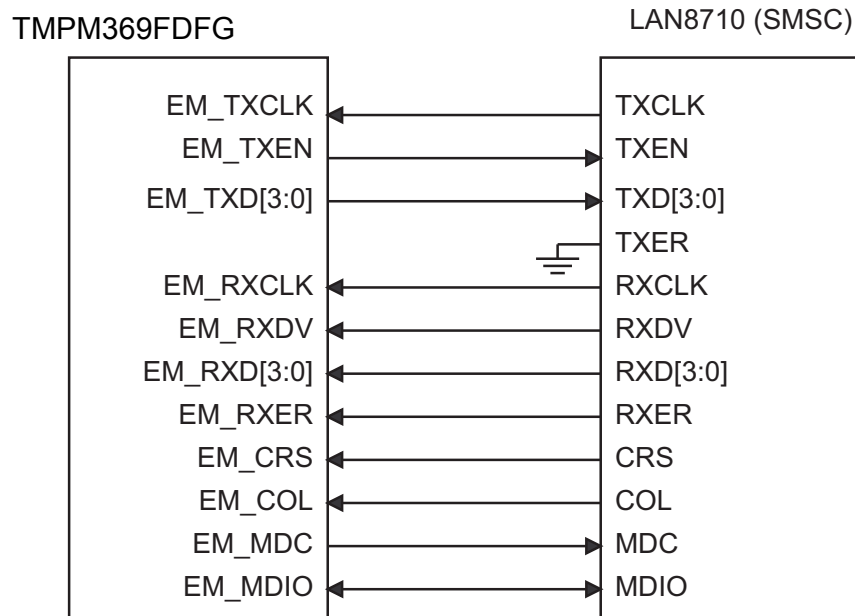 TMPM369FDFG
LAN8710 (SMSC)
EM_TXCLK TXCLK
EM_TXEN TXEN
EM_TXD[3:0] TXD[3:0]
TXER
EM_RXCLK RXCLK
EM_RXDV RXDV
EM_RXD[3:0] RXD[3:0]
EM_RXER RXER
EM_CRS CRS
EM_COL COL
EM_MDC MDC
EM_MDIO MDIO